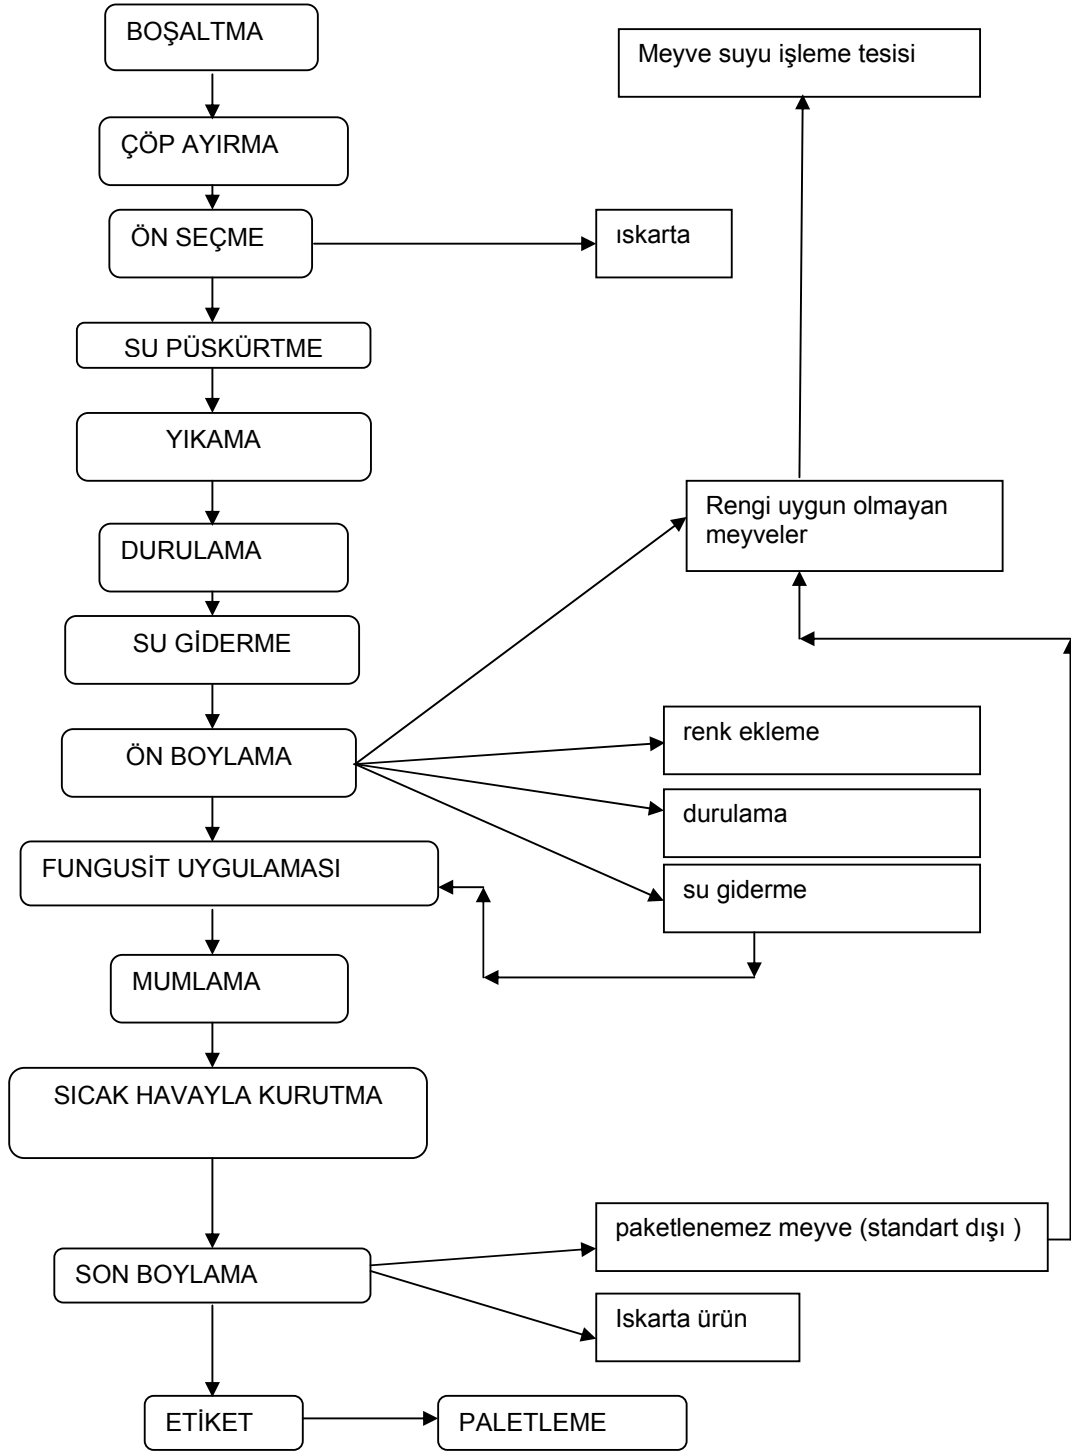 BOŞALTMA
Meyve suyu işleme tesisi
ÇÖP AYIRMA
ÖN SEÇME
ıskarta
SU PÜSKÜRTME
YIKAMA
Rengi uygun olmayan
meyveler
DURULAMA
SU GİDERME
renk ekleme
ÖN BOYLAMA
durulama
FUNGUSİT UYGULAMASI
su giderme
MUMLAMA
SICAK HAVAYLA KURUTMA
paketlenemez meyve (standart dışı )
SON BOYLAMA
Iskarta ürün
ETİKET
PALETLEME